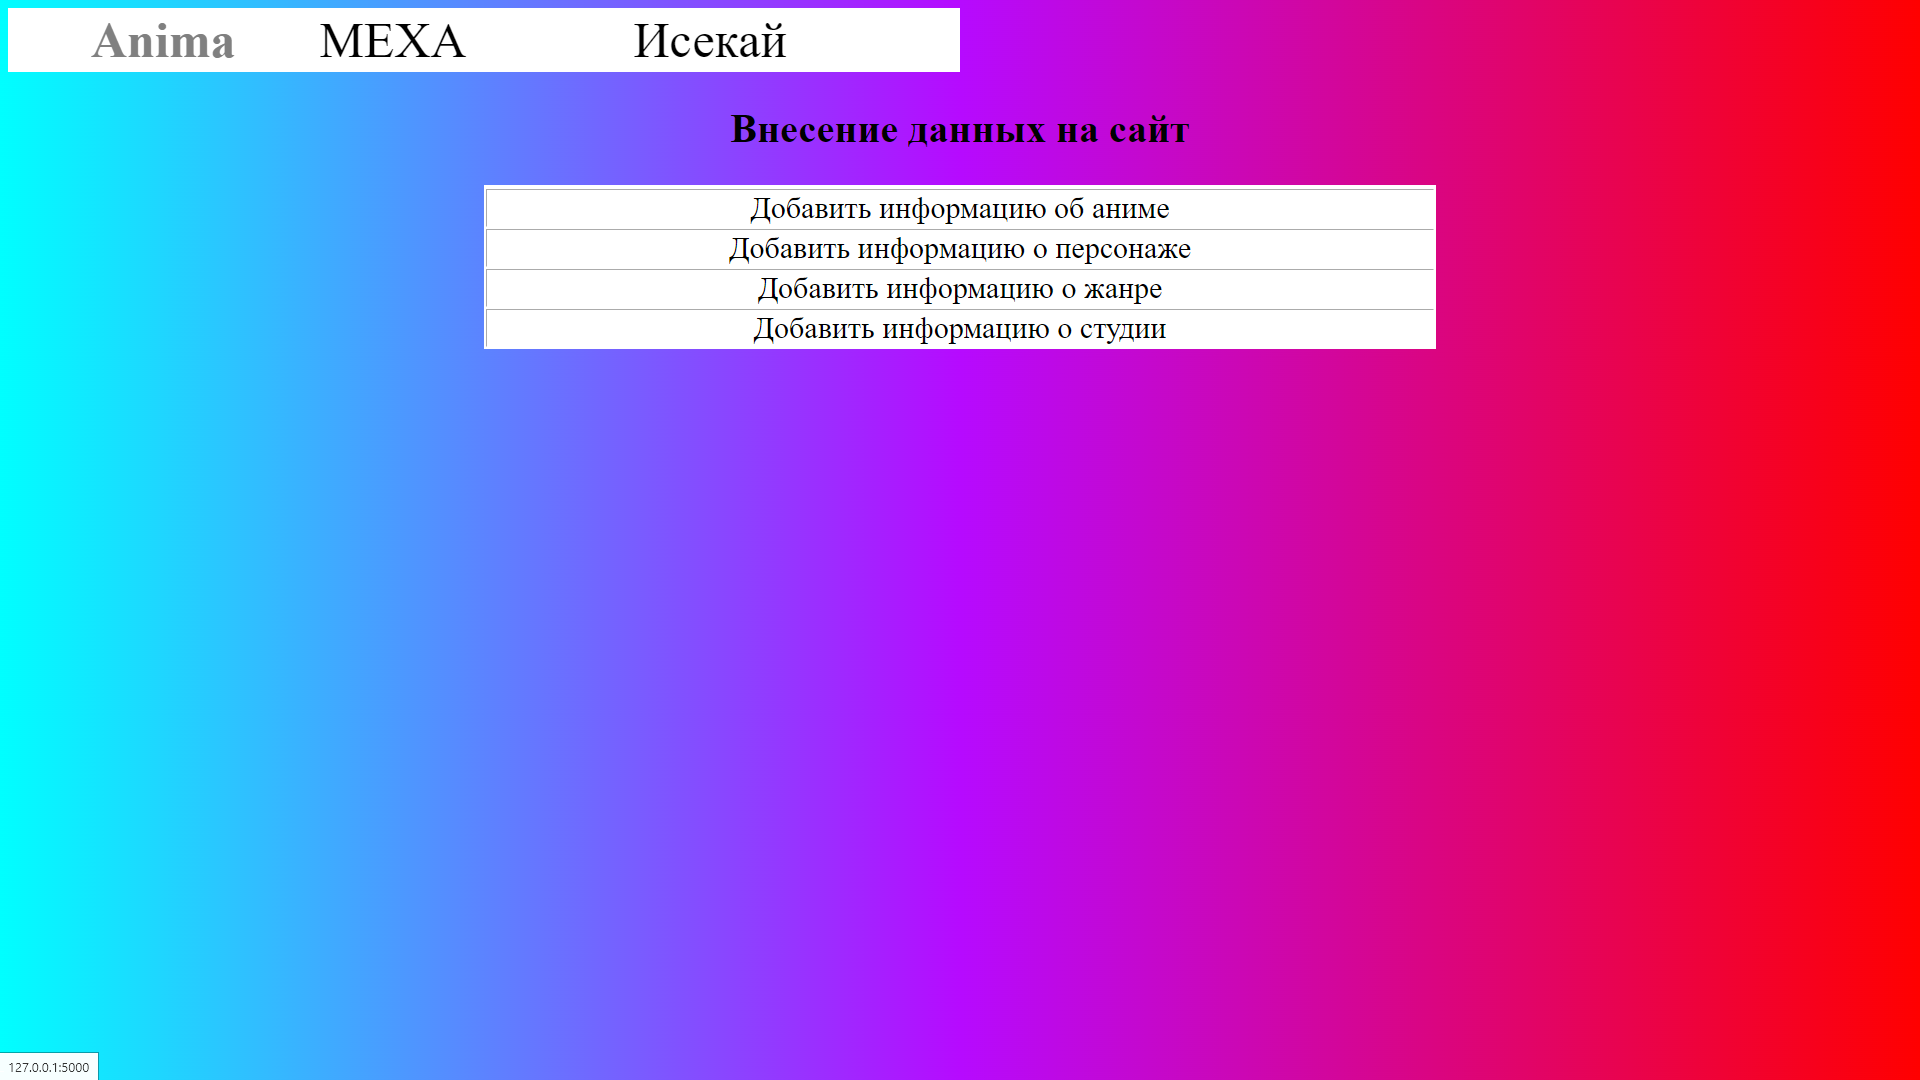 Anima МЕХА Исекай
Внесение данных на сайт
Добавить информацию об аниме
Добавить информацию о персонаже
Добавить информацию о жанре
Добавить информацию о студии
127.0.0.1:5000